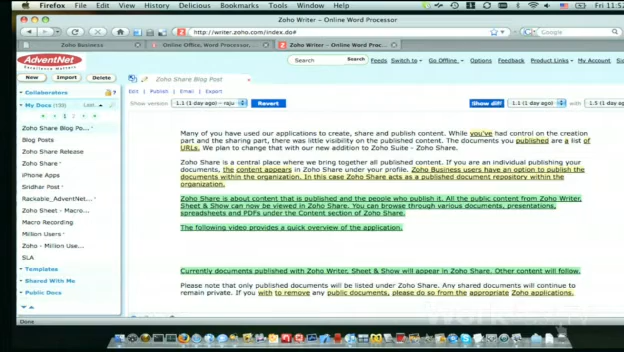 Firefox File Edit View History Delicious Bookmarks Tools Window Help Fri 11:5
Zoho Writer - Online Word Processor
http://writer.zoho.com/index.do#
Zoho Business
Online Office, Word Processor,...
Zoho Writer - Online Word Proc...
AdventNet
Search
Feeds Switch to Go Offline Options Feedback Product Links My Account
New Import Delete
Zoho Share Blog Post
Collaborators
Edit Publish Email Export
My Docs (130) Last...
Show version -1.1 (1 day ago) - raju Revert Show diff -1.1 (1 day ago) with -1.5 (1 day
1 2
Zoho Share Blog Po...
Blog Posts
Zoho Share Release
Zoho Share
iPhone Apps
Sridhar Post
Rackable_AdventNet...
Zoho Sheet - Macro...
Macro Recording
Million Users
Zoho - Million Use...
SLA
Templates
Shared With Me
Public Docs
Many of you have used our applications to create, share and publish content. While you've had control on the creation
part and the sharing part, there was little visibility on the published content. The documents you published are a list of
URLs. We plan to change that with our new addition to Zoho Suite - Zoho Share.
Zoho Share is a central place where we bring together all published content. If you are an individual publishing your
documents, the content appears in Zoho Share under your profile. Zoho Business users have an option to publish the
documents within the organization. In this case Zoho Share acts as a published document repository within the
organization.
Zoho Share is about content that is published and the people who publish it. All the public content from Zoho Writer,
Sheet & Show can now be viewed in Zoho Share. You can browse through various documents, presentations,
spreadsheets and PDFs under the Content section of Zoho Share.
The following video provides a quick overview of the application.
Currently documents published with Zoho Writer, Sheet & Show will appear in Zoho Share. Other content will follow.
Please note that only published documents will be listed under Zoho Share. Any shared documents will continue to
remain private. If you wish to remove any public documents, please do so from the appropriate Zoho applications.
Done